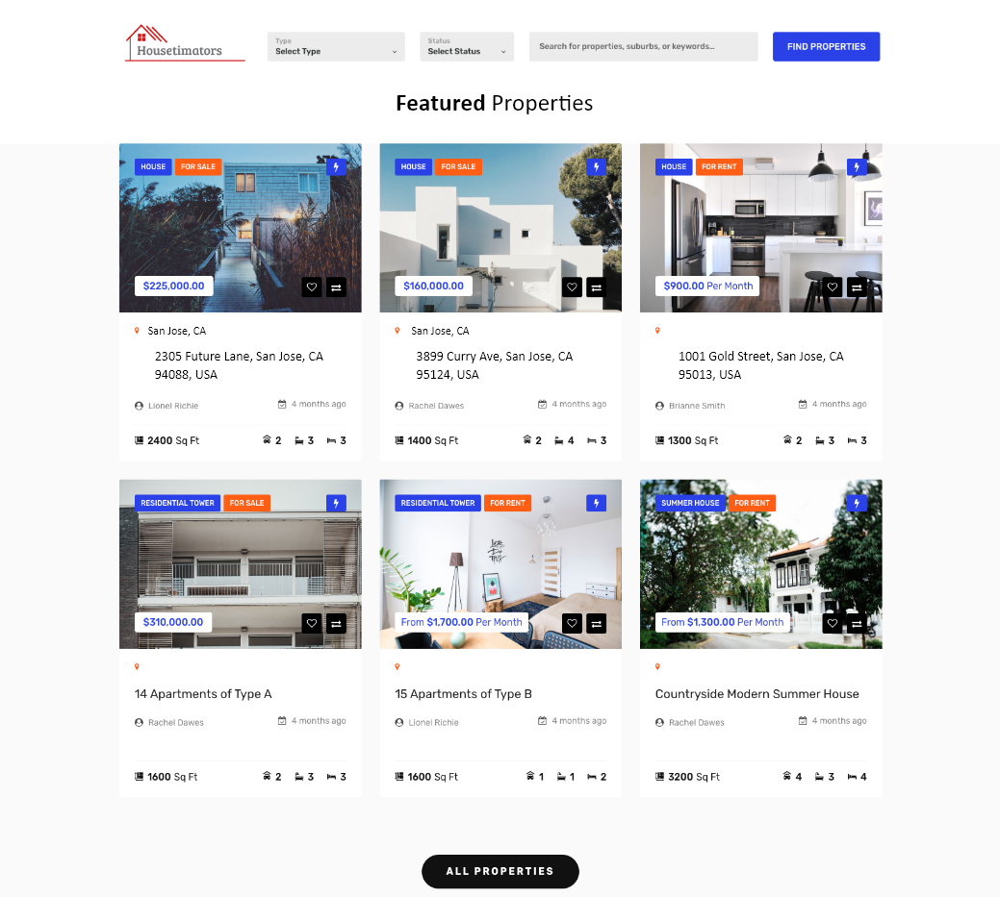 Housetimators
Type
Select Type
Status
Select Status
Search for properties, suburbs, or keywords...
FIND PROPERTIES
Featured Properties
HOUSE FOR SALE
$225,000.00
San Jose, CA
2305 Future Lane, San Jose, CA
94088, USA
Lionel Richie 4 months ago
2400 Sq Ft 2 3 3
HOUSE FOR SALE
$160,000.00
San Jose, CA
3899 Curry Ave, San Jose, CA
95124, USA
Rachel Dawes 4 months ago
1400 Sq Ft 2 4 3
HOUSE FOR RENT
$900.00 Per Month
1001 Gold Street, San Jose, CA
95013, USA
Brianne Smith 4 months ago
1300 Sq Ft 2 3 3
RESIDENTIAL TOWER FOR SALE
$310,000.00
14 Apartments of Type A
Rachel Dawes 4 months ago
1600 Sq Ft 2 3 3
RESIDENTIAL TOWER FOR RENT
From $1,700.00 Per Month
15 Apartments of Type B
Lionel Richie 4 months ago
1600 Sq Ft 1 1 2
SUMMER HOUSE FOR RENT
From $1,300.00 Per Month
Countryside Modern Summer House
Rachel Dawes 4 months ago
3200 Sq Ft 4 3 4
ALL PROPERTIES